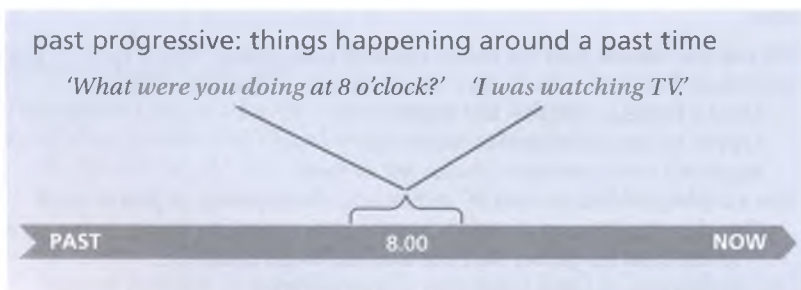 past progressive: things happening around a past time
'What were you doing at 8 o'clock?' 'I was watching TV.'
PAST 8.00 NOW